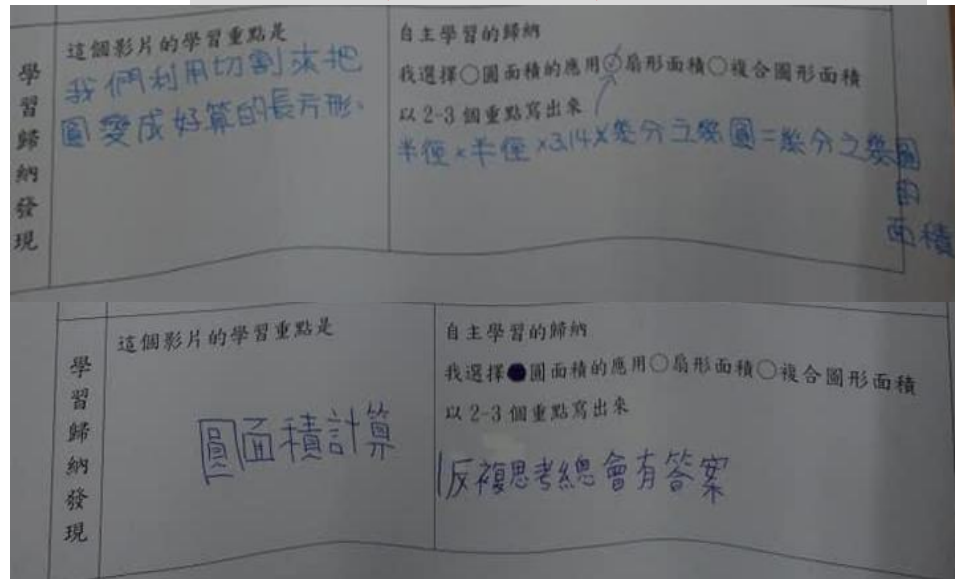 學習歸納發現
這個影片的學習重點是
我們利用切割來把
圓變成好算的長方形。
自主學習的歸納
我選擇○圓面積的應用☑扇形面積○複合圖形面積
以 2-3 個重點寫出來
半徑×半徑×3.14×幾分之幾圓=幾分之幾圓
的
面積
學習歸納發現
這個影片的學習重點是
圓面積計算
自主學習的歸納
我選擇●圓面積的應用○扇形面積○複合圖形面積
以 2-3 個重點寫出來
反複思考總會有答案